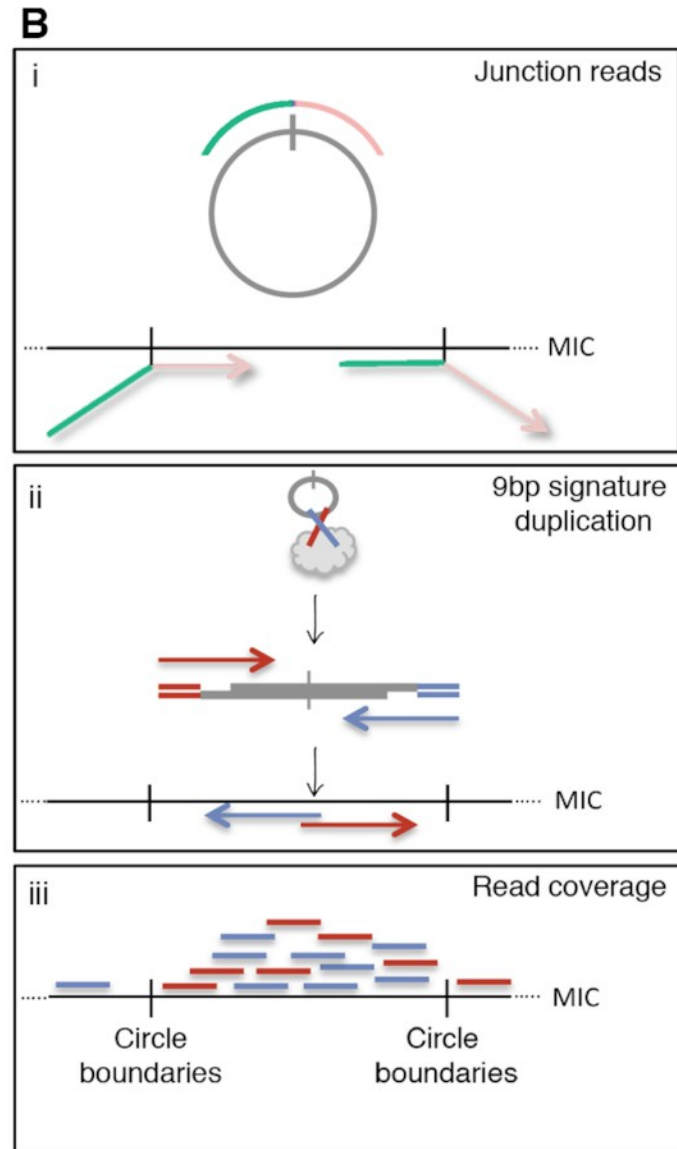 B
i
Junction reads
MIC
ii
9bp signature
duplication
MIC
iii
Read coverage
MIC
Circle
boundaries
Circle
boundaries